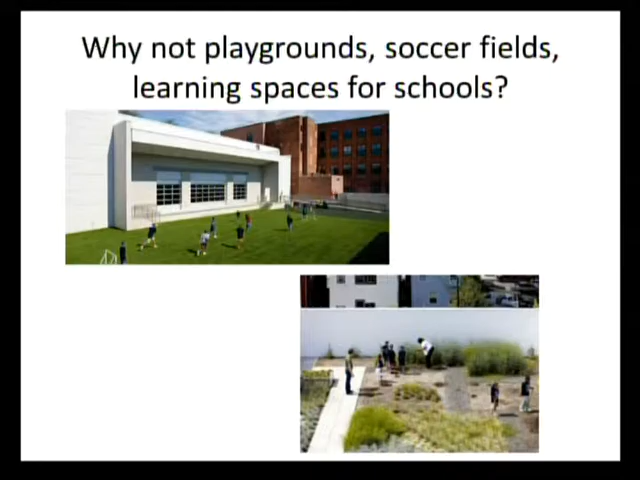 Why not playgrounds, soccer fields,
learning spaces for schools?